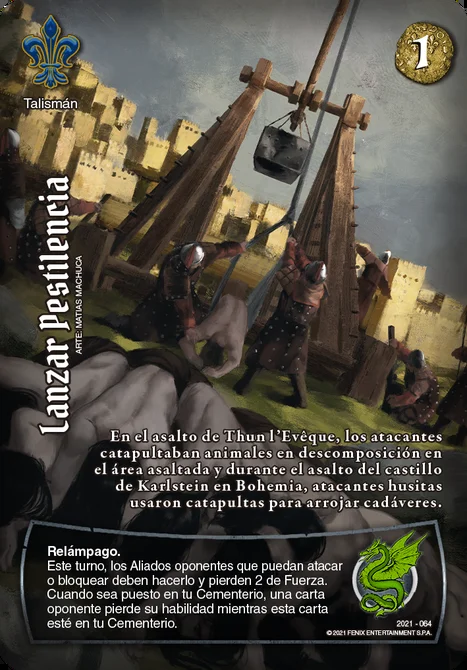 1
Talismán
Lanzar Pestilencia
ARTE: MATIAS MACHUCA
En el asalto de Thun l’Evêque, los atacantes
catapultaban animales en descomposición en
el área asaltada y durante el asalto del castillo
de Karlstein en Bohemia, atacantes husitas
usaron catapultas para arrojar cadáveres.
Relámpago.
Este turno, los Aliados oponentes que puedan atacar
o bloquear deben hacerlo y pierden 2 de Fuerza.
Cuando sea puesto en tu Cementerio, una carta
oponente pierde su habilidad mientras esta carta
esté en tu Cementerio.
2021 - 064
© 2021 FENIX ENTERTAINMENT S.P.A.